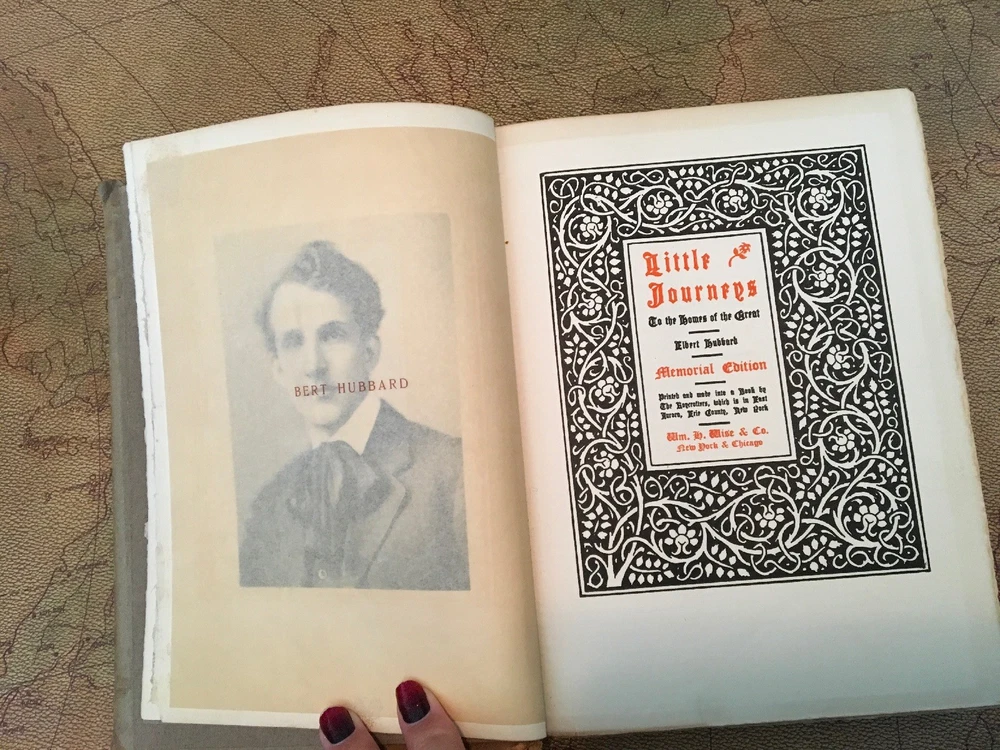 BERT HUBBARD
Little
Journeys
To the Homes of the Great
Elbert Hubbard
Memorial Edition
Printed and made into a Book by
The Roycrofters, which is in East
Aurora, Erie County, New York
Wm. H. Wise & Co.
New York & Chicago